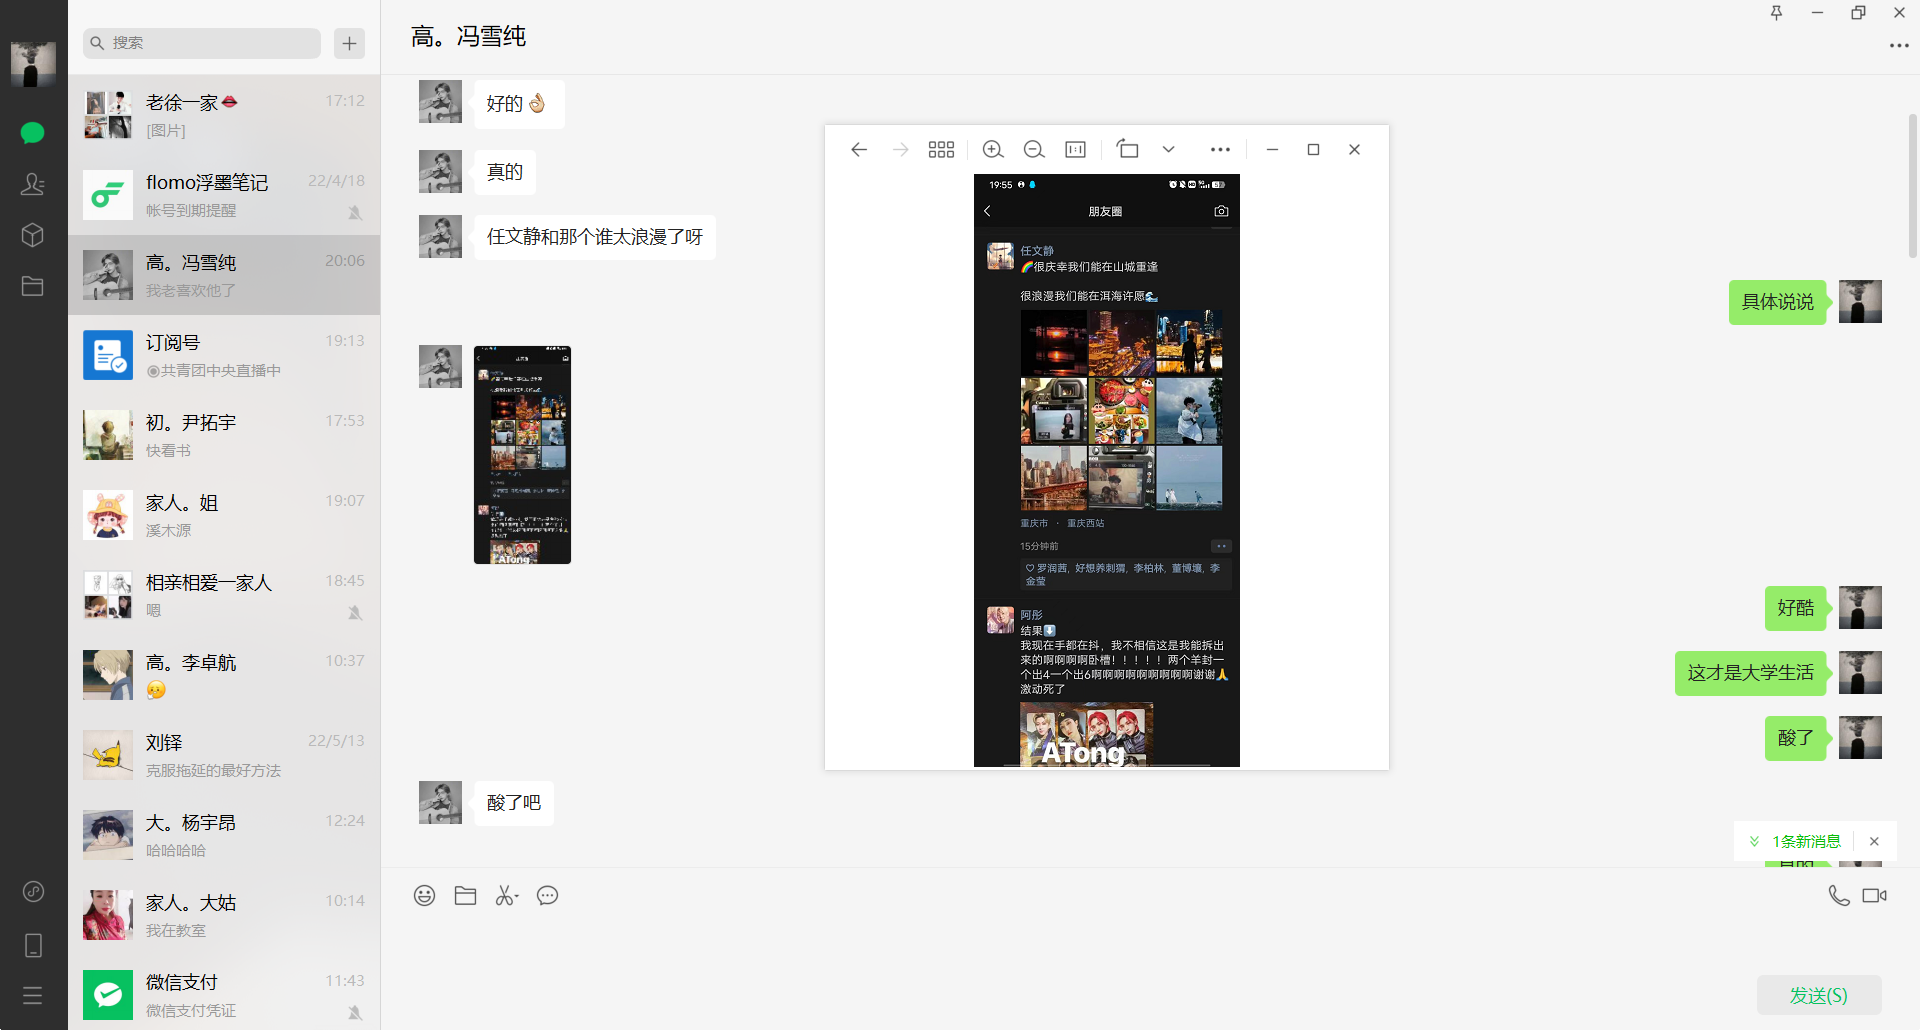 搜索
老徐一家👄
17:12
[图片]
flomo浮墨笔记
22/4/18
帐号到期提醒
高。冯雪纯
20:06
我老喜欢他了
订阅号
19:13
共青团中央直播中
初。尹拓宇
17:53
快看书
家人。姐
19:07
溪木源
相亲相爱一家人
18:45
嗯
高。李卓航
10:37
刘铎
22/5/13
克服拖延的最好方法
大。杨宇昂
12:24
哈哈哈哈
家人。大姑
10:14
我在教室
微信支付
11:43
微信支付凭证
高。冯雪纯
好的👌
真的
任文静和那个谁太浪漫了呀
具体说说
19:55
朋友圈
任文静
🌈很庆幸我们能在山城重逢
很浪漫我们能在洱海许愿🌊
重庆市 · 重庆西站
15分钟前
罗润茜, 好想养刺猬, 李柏林, 董博壤, 李
金莹
阿彤
结果⬇️
我现在手都在抖，我不相信这是我能拆出
来的啊啊啊啊卧槽！！！！！两个羊封一
个出4一个出6啊啊啊啊啊啊啊啊啊谢谢🙏
激动死了
ATong
好酷
这才是大学生活
酸了
酸了吧
1条新消息
发送(S)